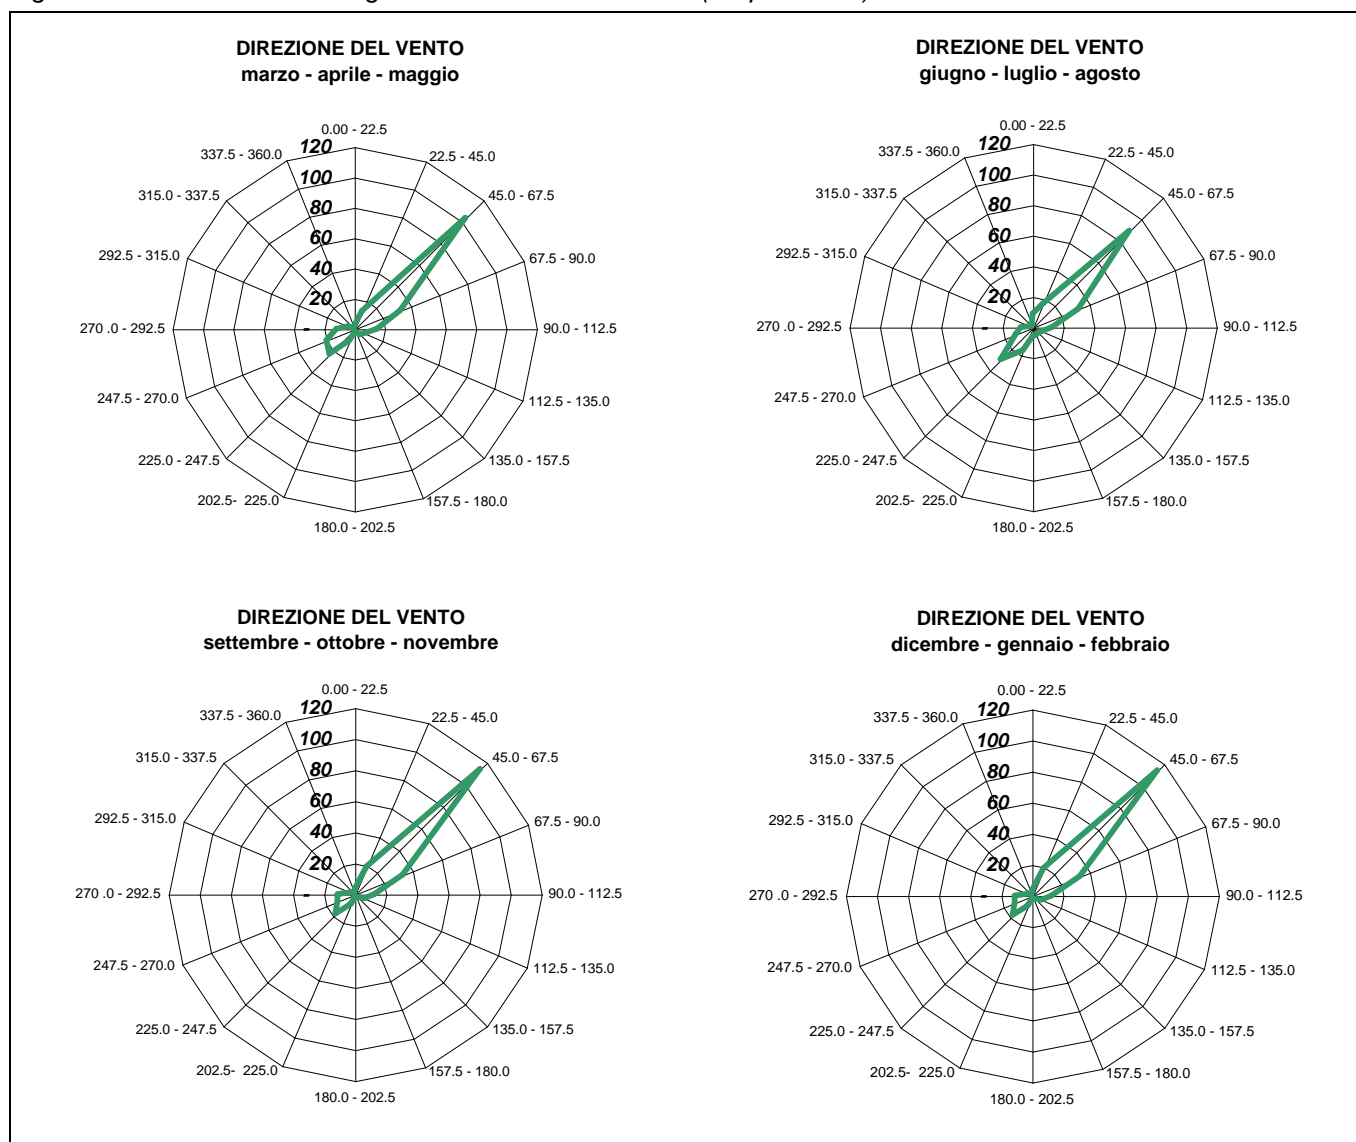 DIREZIONE DEL VENTO
marzo - aprile - maggio
0.00 - 22.5
22.5 - 45.0
45.0 - 67.5
67.5 - 90.0
90.0 - 112.5
112.5 - 135.0
135.0 - 157.5
157.5 - 180.0
180.0 - 202.5
202.5-  225.0
225.0 - 247.5
247.5 - 270.0
270 .0 - 292.5
292.5 - 315.0
315.0 - 337.5
337.5 - 360.0
120
100
80
60
40
20
-
DIREZIONE DEL VENTO
giugno - luglio - agosto
0.00 - 22.5
22.5 - 45.0
45.0 - 67.5
67.5 - 90.0
90.0 - 112.5
112.5 - 135.0
135.0 - 157.5
157.5 - 180.0
180.0 - 202.5
202.5-  225.0
225.0 - 247.5
247.5 - 270.0
270 .0 - 292.5
292.5 - 315.0
315.0 - 337.5
337.5 - 360.0
120
100
80
60
40
20
-
DIREZIONE DEL VENTO
settembre - ottobre - novembre
0.00 - 22.5
22.5 - 45.0
45.0 - 67.5
67.5 - 90.0
90.0 - 112.5
112.5 - 135.0
135.0 - 157.5
157.5 - 180.0
180.0 - 202.5
202.5-  225.0
225.0 - 247.5
247.5 - 270.0
270 .0 - 292.5
292.5 - 315.0
315.0 - 337.5
337.5 - 360.0
120
100
80
60
40
20
-
DIREZIONE DEL VENTO
dicembre - gennaio - febbraio
0.00 - 22.5
22.5 - 45.0
45.0 - 67.5
67.5 - 90.0
90.0 - 112.5
112.5 - 135.0
135.0 - 157.5
157.5 - 180.0
180.0 - 202.5
202.5-  225.0
225.0 - 247.5
247.5 - 270.0
270 .0 - 292.5
292.5 - 315.0
315.0 - 337.5
337.5 - 360.0
120
100
80
60
40
20
-